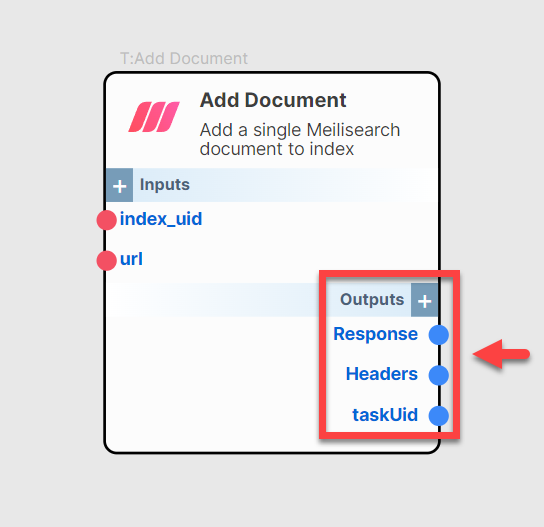 T:Add Document
Add Document
Add a single Meilisearch
document to index
+ Inputs
index_uid
url
Outputs +
Response
Headers
taskUid